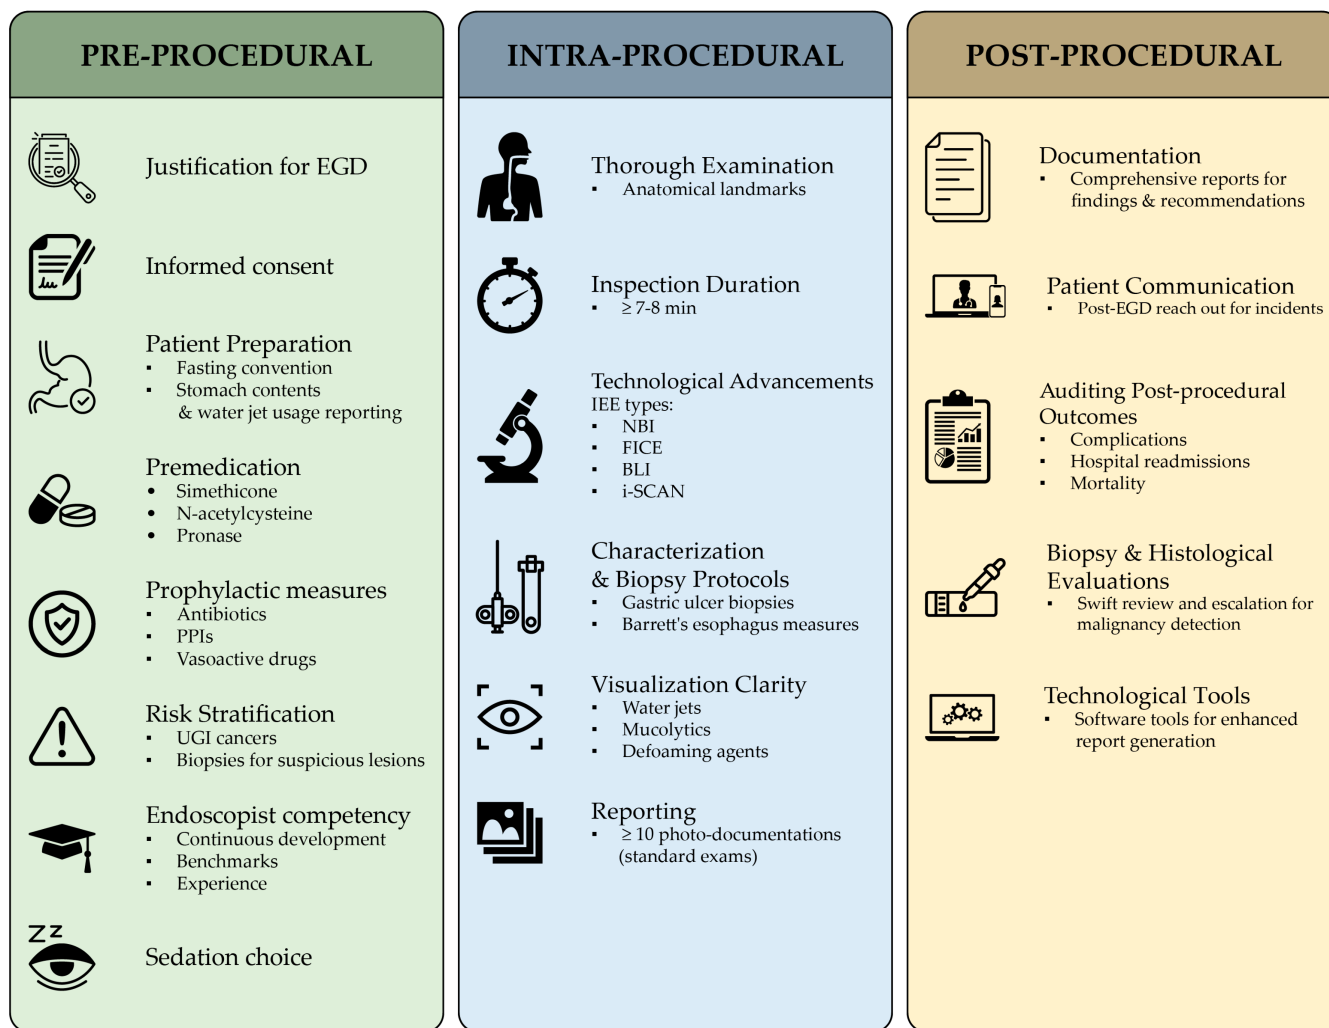 PRE-PROCEDURAL
Justification for EGD
Informed consent
Patient Preparation
▪ Fasting convention
▪ Stomach contents
& water jet usage reporting
Premedication
• Simethicone
• N-acetylcysteine
• Pronase
Prophylactic measures
▪ Antibiotics
▪ PPIs
▪ Vasoactive drugs
Risk Stratification
▪ UGI cancers
▪ Biopsies for suspicious lesions
Endoscopist competency
▪ Continuous development
▪ Benchmarks
▪ Experience
Zz
Sedation choice
INTRA-PROCEDURAL
Thorough Examination
▪ Anatomical landmarks
Inspection Duration
▪ ≥ 7-8 min
Technological Advancements
IEE types:
▪ NBI
▪ FICE
▪ BLI
▪ i-SCAN
Characterization
& Biopsy Protocols
▪ Gastric ulcer biopsies
▪ Barrett's esophagus measures
Visualization Clarity
▪ Water jets
▪ Mucolytics
▪ Defoaming agents
Reporting
▪ ≥ 10 photo-documentations
(standard exams)
POST-PROCEDURAL
Documentation
▪ Comprehensive reports for
findings & recommendations
Patient Communication
▪ Post-EGD reach out for incidents
Auditing Post-procedural
Outcomes
▪ Complications
▪ Hospital readmissions
▪ Mortality
Biopsy & Histological
Evaluations
▪ Swift review and escalation for
malignancy detection
Technological Tools
▪ Software tools for enhanced
report generation